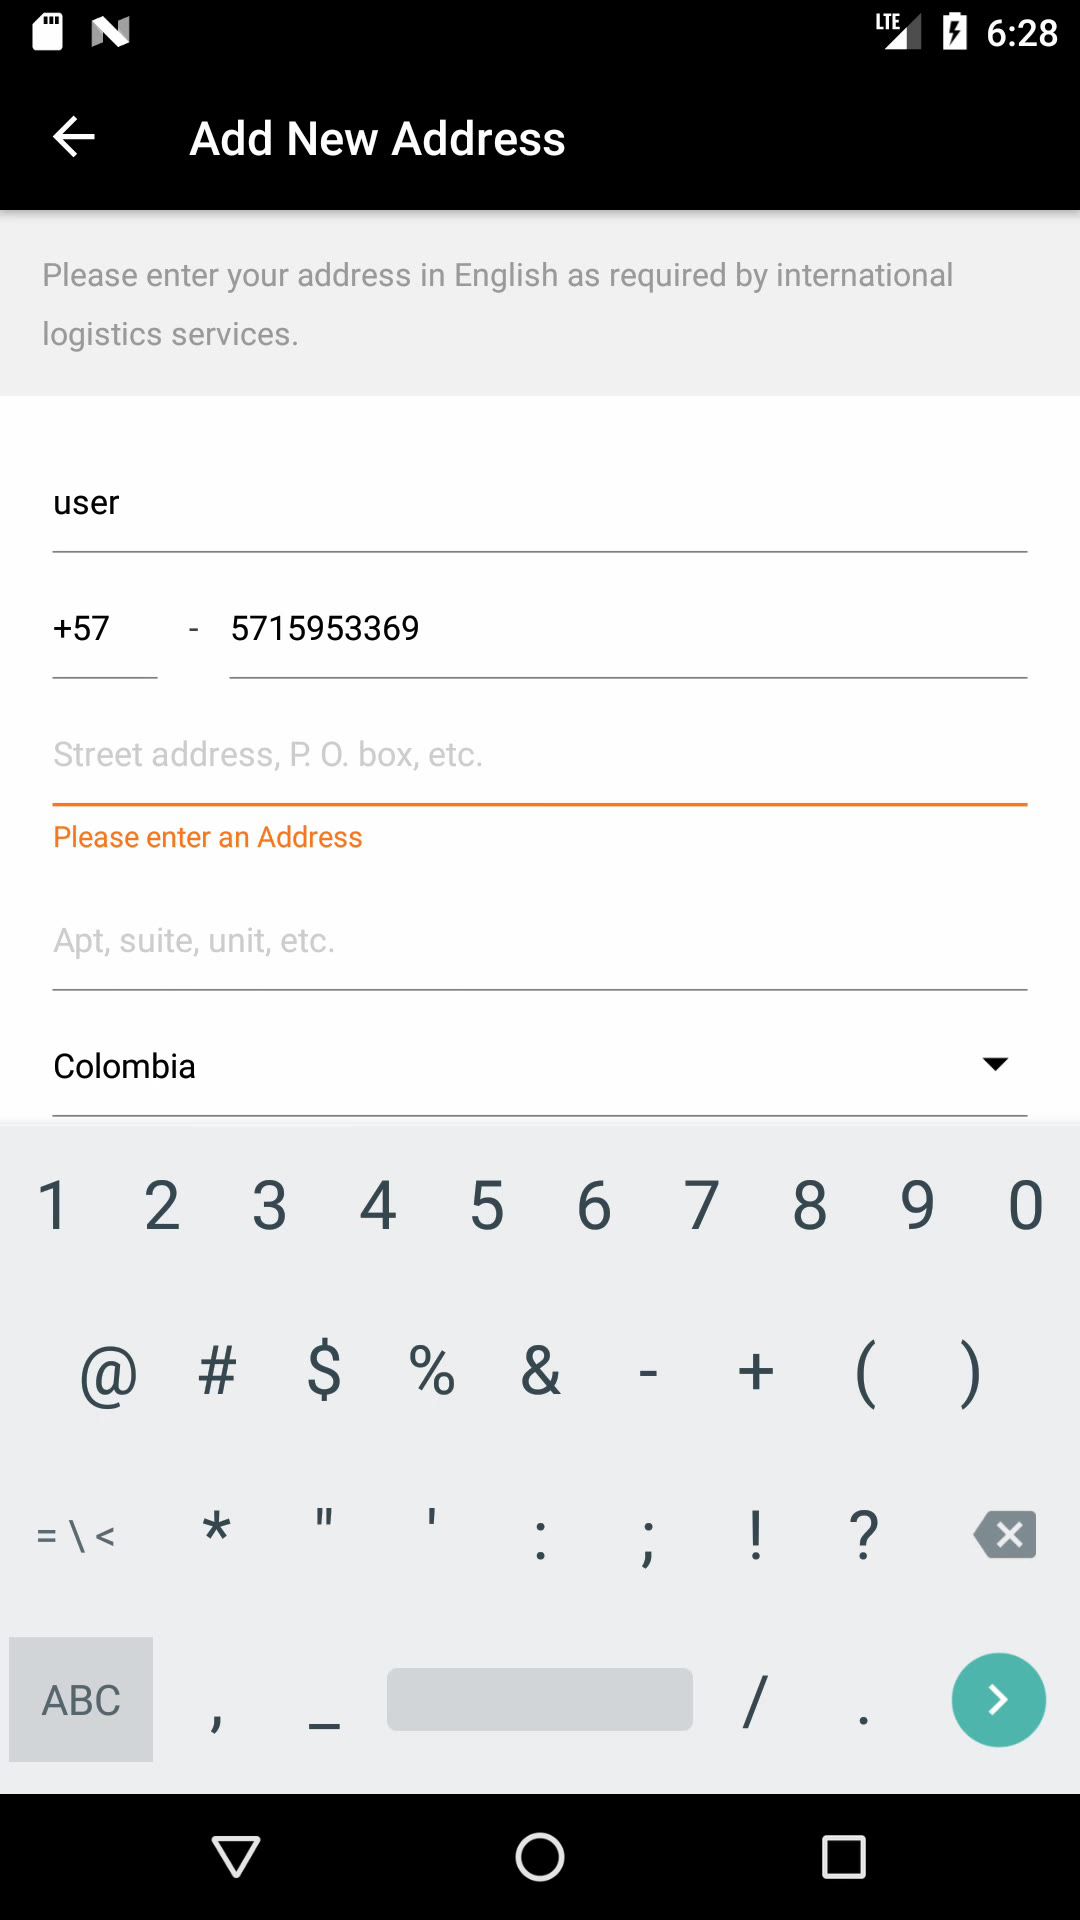 LTE 6:28
Add New Address
Please enter your address in English as required by international
logistics services.
user
+57 - 5715953369
Street address, P. O. box, etc.
Please enter an Address
Apt, suite, unit, etc.
Colombia
1 2 3 4 5 6 7 8 9 0
@ # $ % & - + ( )
= \ < * " ' : ; ! ?
ABC , _ / .